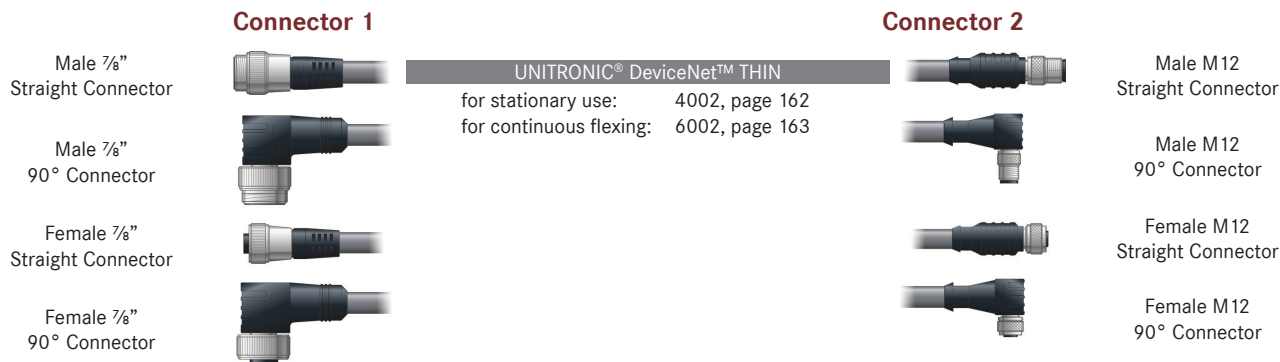 Connector 1
Connector 2
Male ⅞”
Straight Connector
Male ⅞”
90° Connector
Female ⅞”
Straight Connector
Female ⅞”
90° Connector
UNITRONIC® DeviceNet™ THIN
for stationary use: 4002, page 162
for continuous flexing: 6002, page 163
Male M12
Straight Connector
Male M12
90° Connector
Female M12
Straight Connector
Female M12
90° Connector